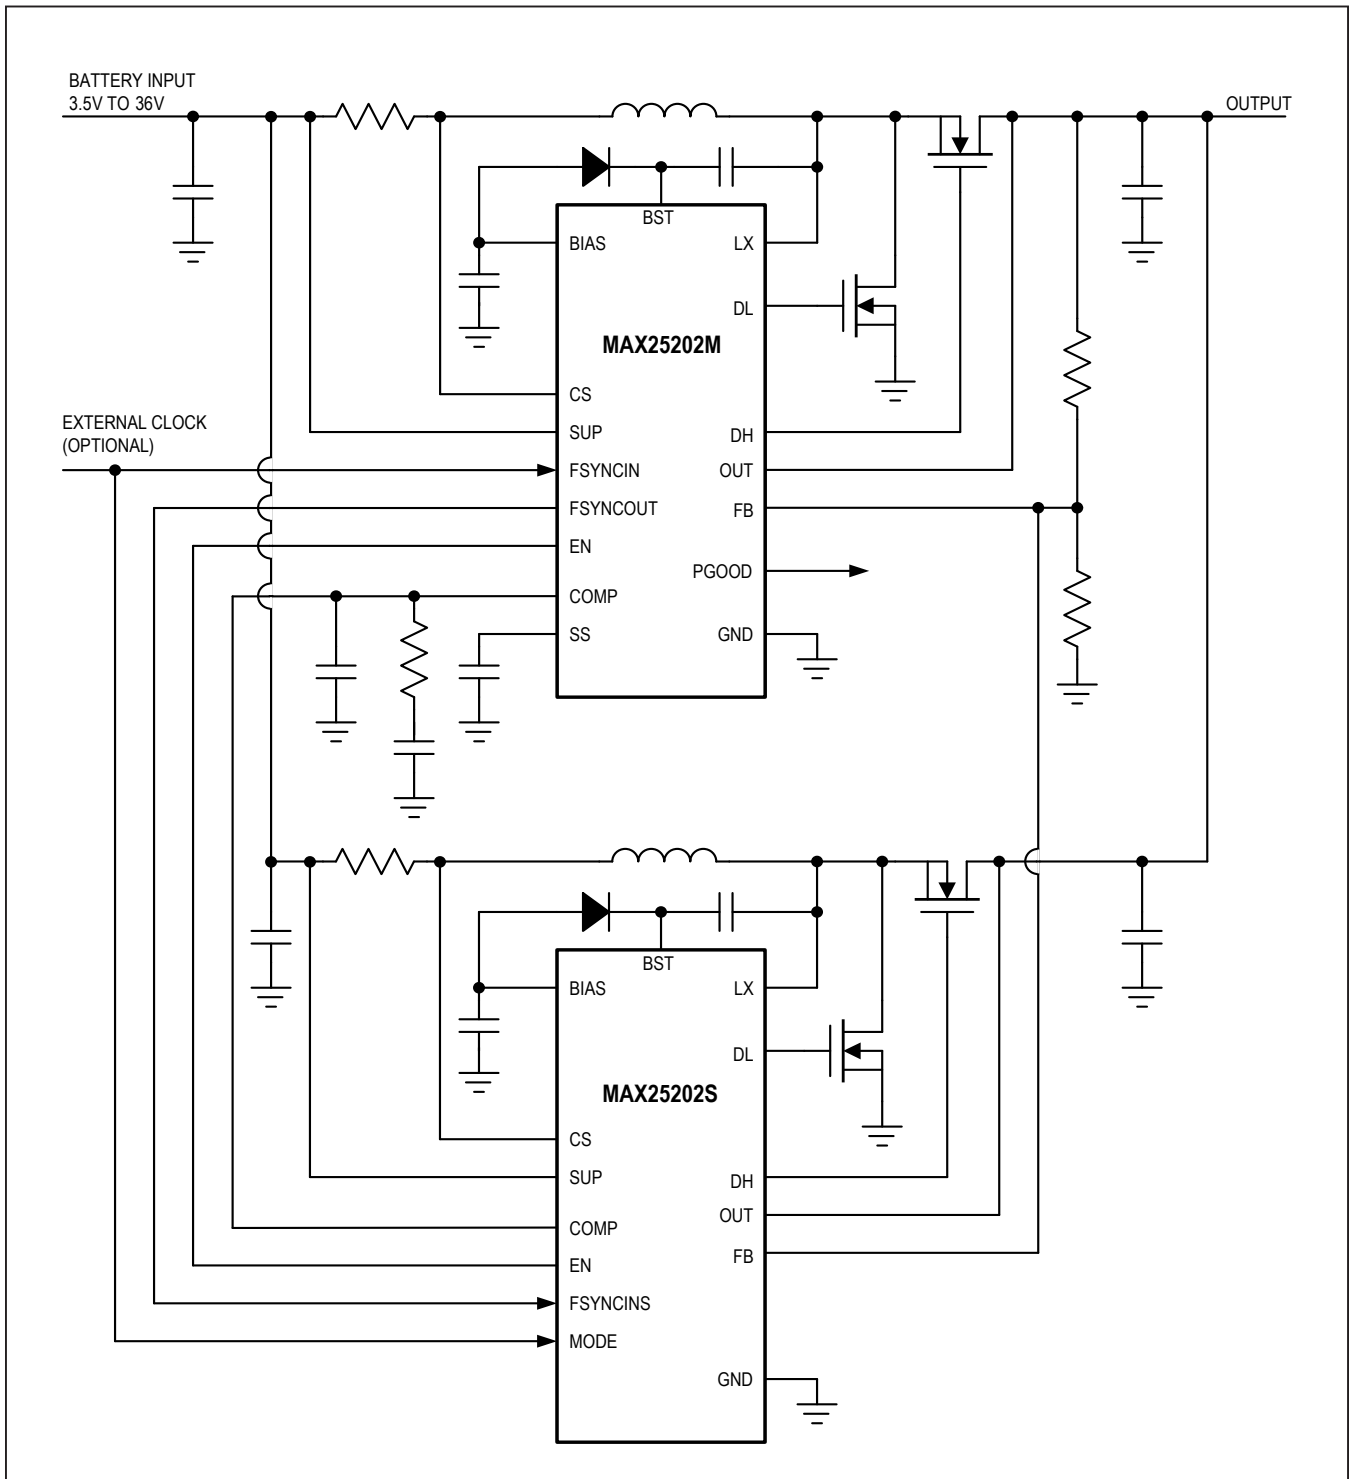 BATTERY INPUT
3.5V TO 36V
OUTPUT
BST
BIAS
LX
DL
MAX25202M
CS
EXTERNAL CLOCK
(OPTIONAL)
SUP
DH
FSYNCIN
OUT
FSYNCOUT
FB
EN
PGOOD
COMP
SS
GND
BST
BIAS
LX
DL
MAX25202S
CS
SUP
DH
OUT
COMP
FB
EN
FSYNCINS
MODE
GND